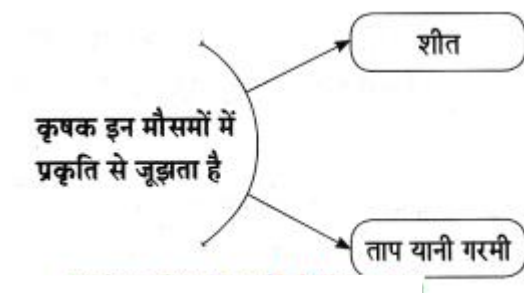 शीत
कृषक इन मौसमों में
प्रकृति से जूझता है
ताप यानी गरमी